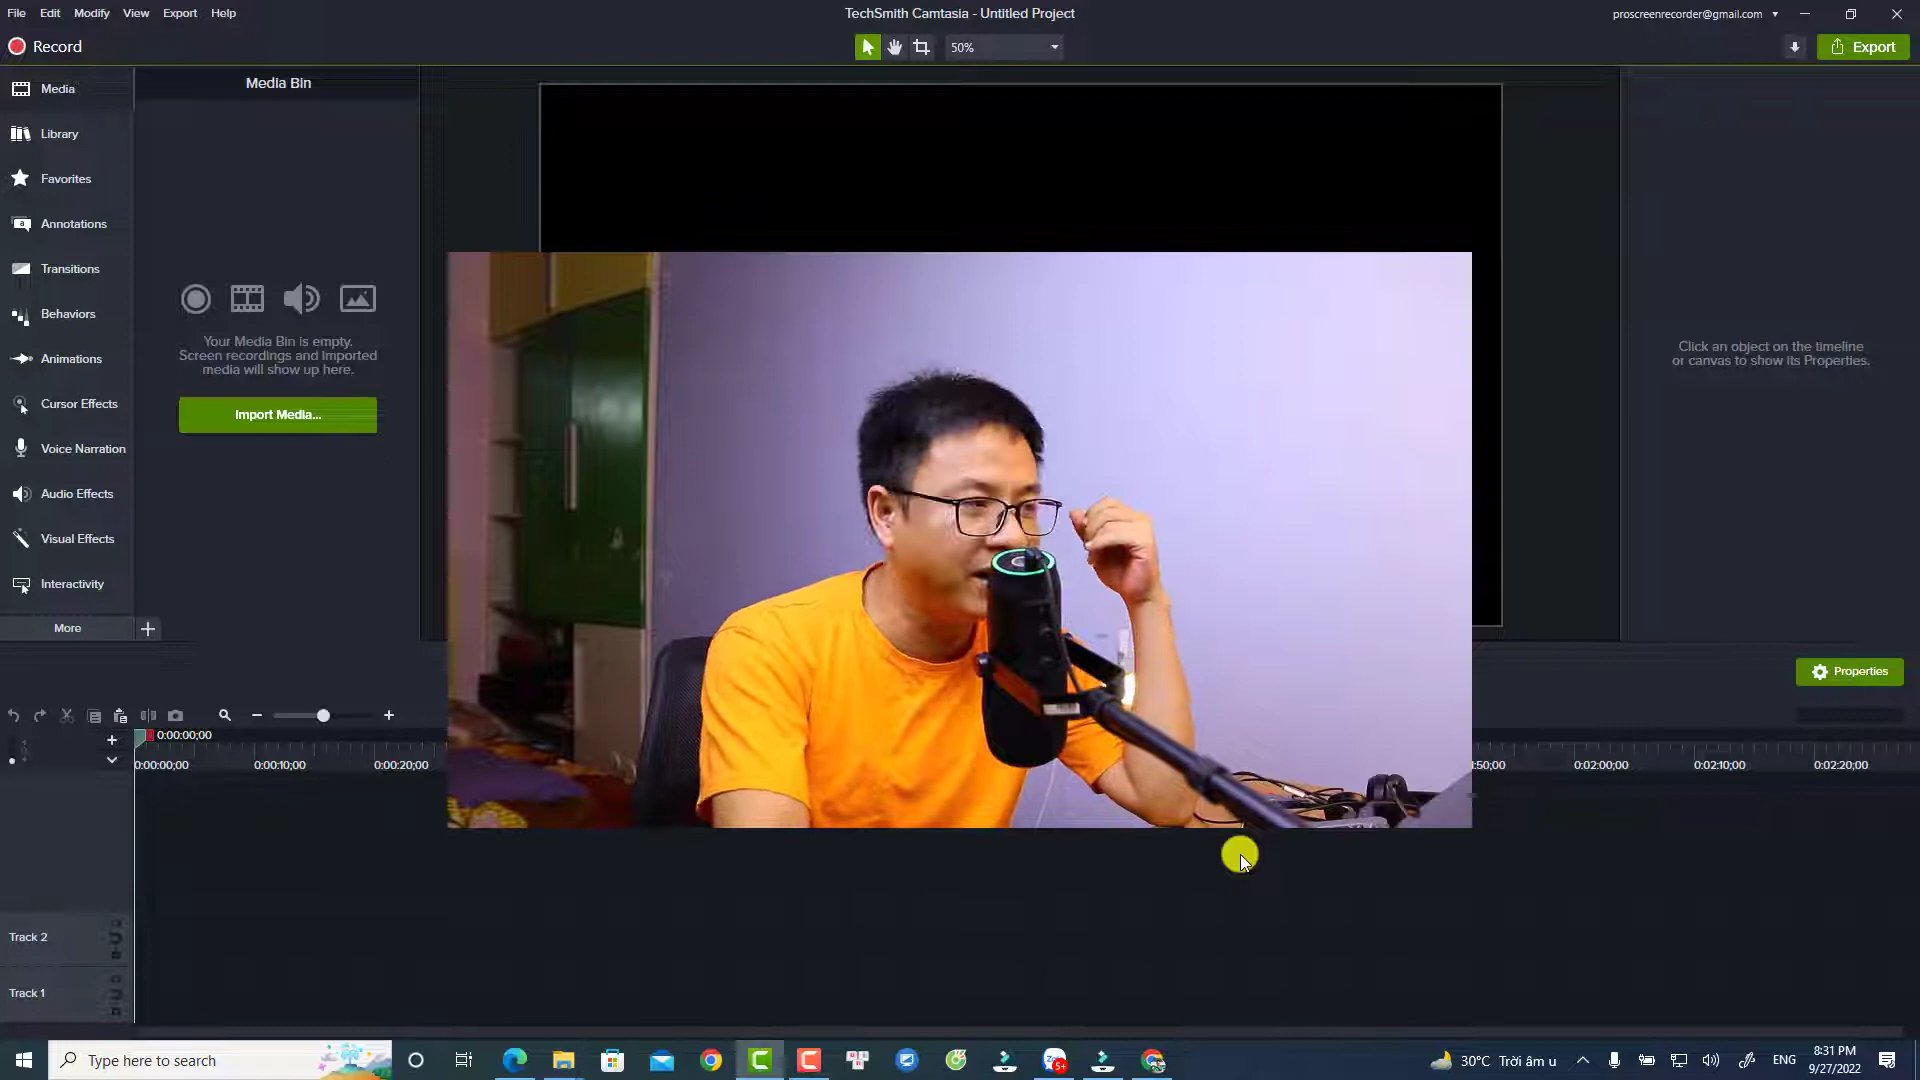 File Edit Modify View Export Help
TechSmith Camtasia - Untitled Project
proscreenrecorder@gmail.com
Record
50%
Export
Media
Library
Favorites
Annotations
Transitions
Behaviors
Animations
Cursor Effects
Voice Narration
Audio Effects
Visual Effects
Interactivity
More
Media Bin
Your Media Bin is empty.
Screen recordings and imported
media will show up here.
Import Media...
Click an object on the timeline
or canvas to show its Properties.
Properties
0:00:00;00
0:00:00;00 0:00:10;00 0:00:20;00 :50;00 0:02:00;00 0:02:10;00 0:02:20;00
Track 2
Track 1
Type here to search
5+
30°C Trời âm u
ENG
8:31 PM
9/27/2022